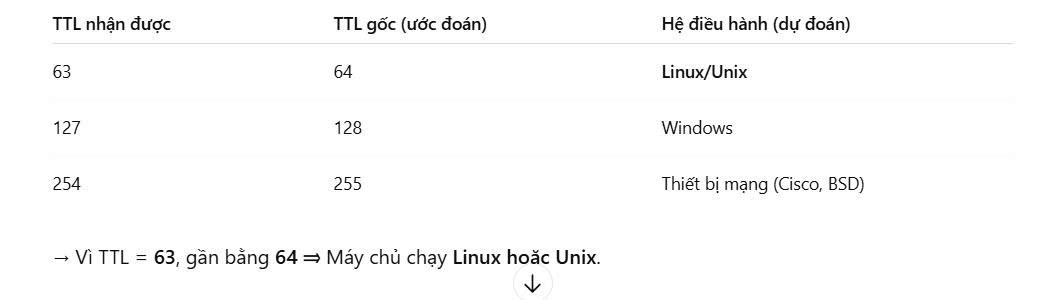 TTL nhận được TTL gốc (ước đoán) Hệ điều hành (dự đoán)
63 64 Linux/Unix
127 128 Windows
254 255 Thiết bị mạng (Cisco, BSD)
→ Vì TTL = 63, gần bằng 64 ⇒ Máy chủ chạy Linux hoặc Unix.